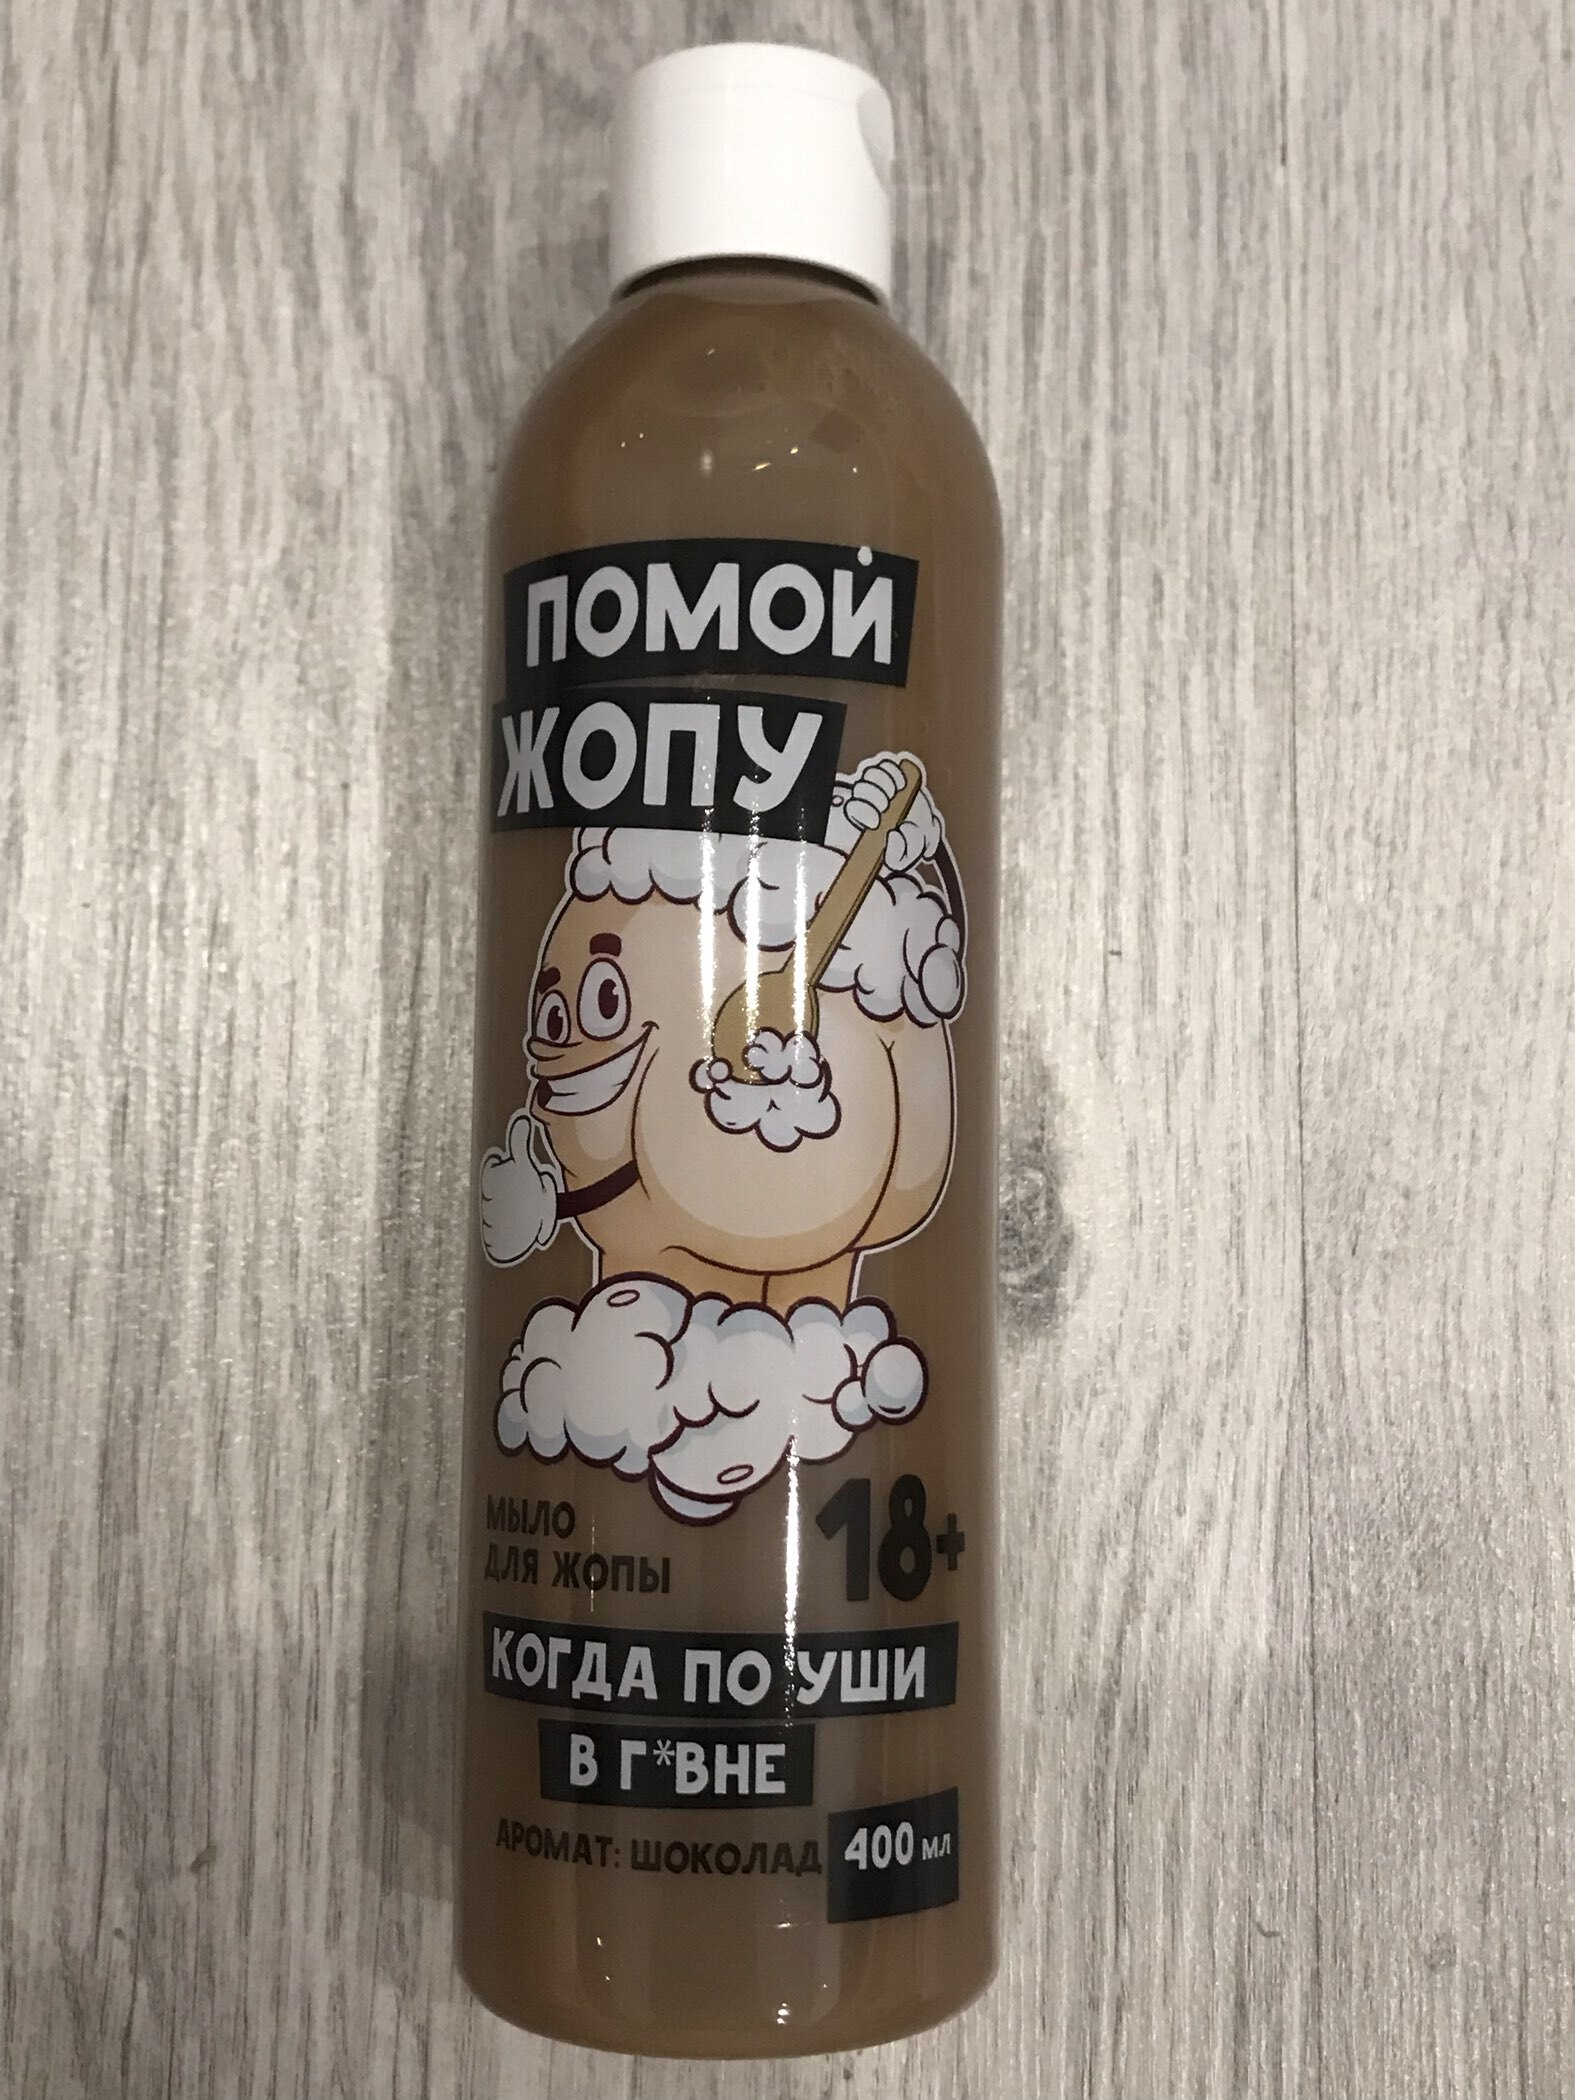 ПОМОЙ
ЖОПУ
МЫЛО
ДЛЯ ЖОПЫ
18+
КОГДА ПО УШИ
В Г*ВНЕ
АРОМАТ: ШОКОЛАД
400 МЛ